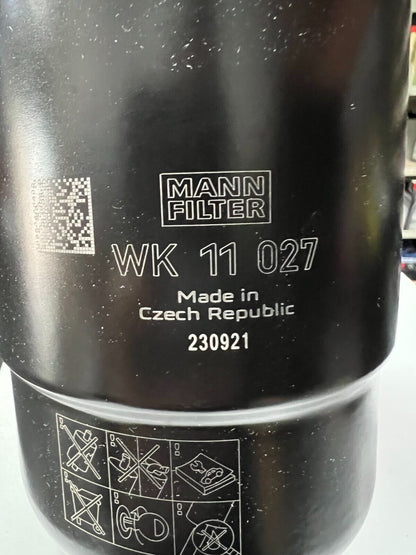 MANN
FILTER
WK 11 027
Made in
Czech Republic
230921